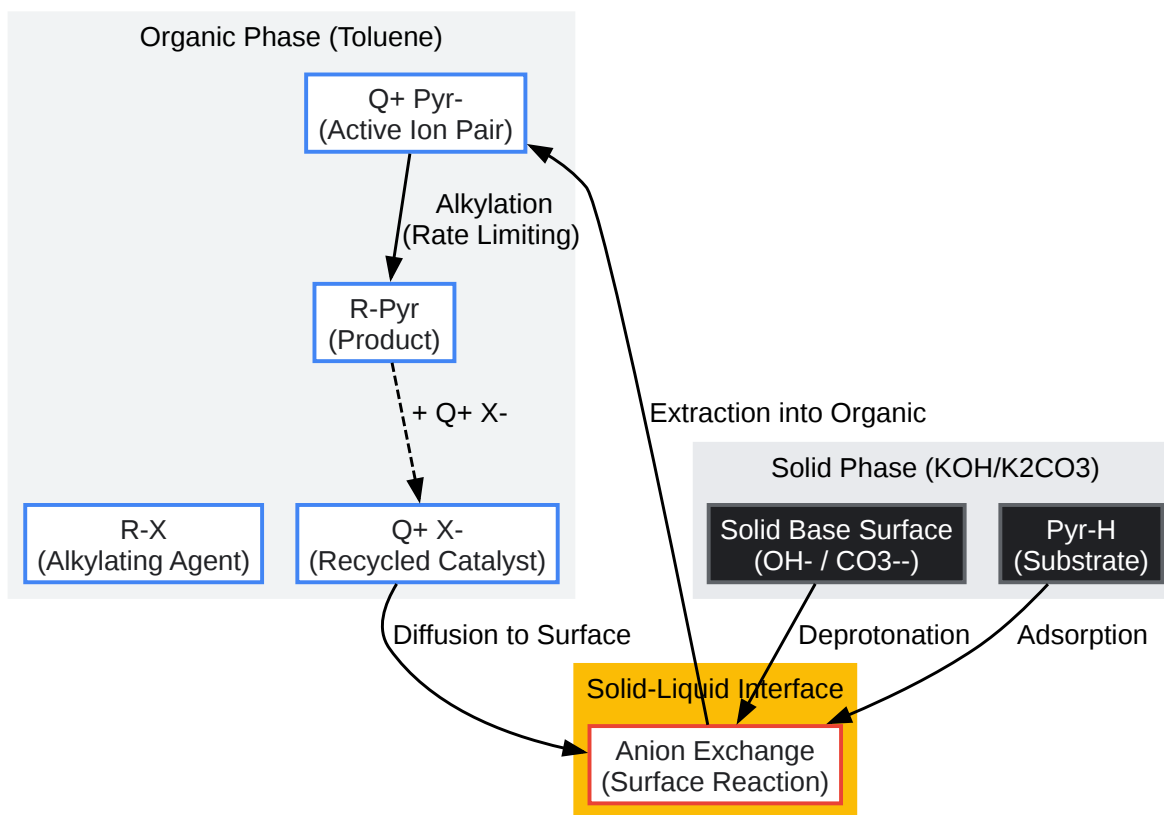 Organic Phase (Toluene)
Q+ Pyr-
(Active Ion Pair)
Alkylation
(Rate Limiting)
R-Pyr
(Product)
+ Q+ X-
Extraction into Organic
Solid Phase (KOH/K2CO3)
R-X
(Alkylating Agent)
Q+ X-
(Recycled Catalyst)
Solid Base Surface
(OH- / CO3--)
Pyr-H
(Substrate)
Diffusion to Surface
Deprotonation
Adsorption
Solid-Liquid Interface
Anion Exchange
(Surface Reaction)